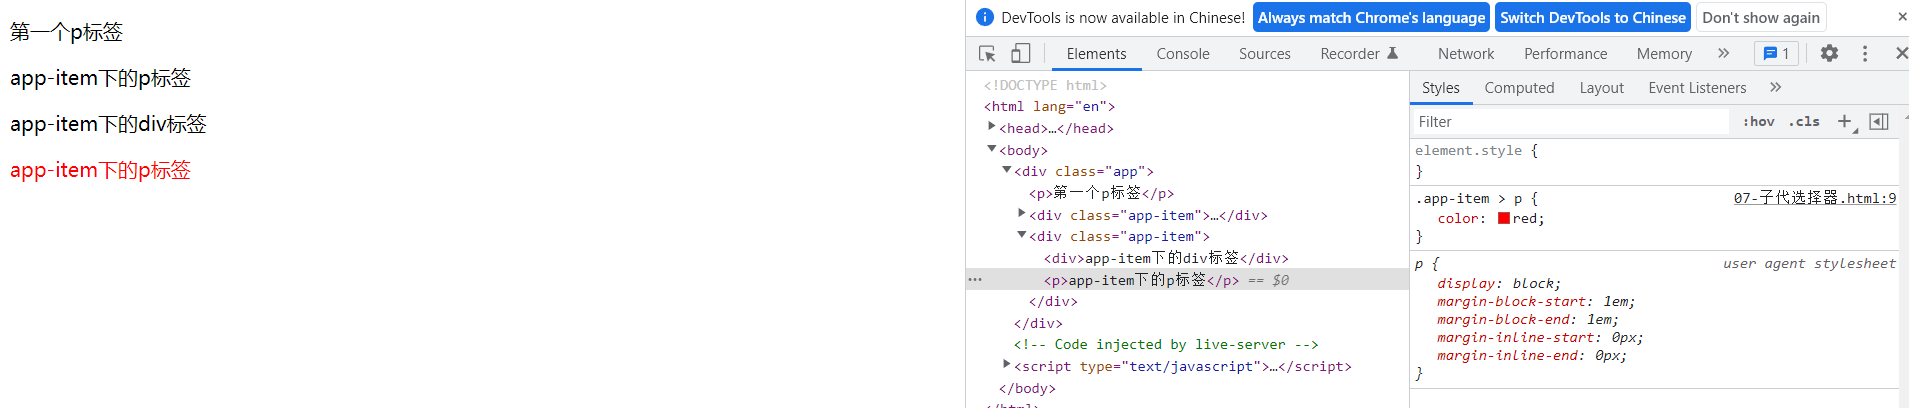 第一个p标签
app-item下的p标签
app-item下的div标签
app-item下的p标签
DevTools is now available in Chinese! Always match Chrome's language Switch DevTools to Chinese Don't show again ×
Elements Console Sources Recorder Network Performance Memory » 1
<!DOCTYPE html>
<html lang="en">
<head>…</head>
<body>
<div class="app">
<p>第一个p标签</p>
<div class="app-item">…</div>
<div class="app-item">
<div>app-item下的div标签</div>
<p>app-item下的p标签</p> == $0
</div>
</div>
<!-- Code injected by live-server -->
<script type="text/javascript">…</script>
</body>
Styles Computed Layout Event Listeners »
Filter :hov .cls +
element.style {
}
.app-item > p { 07-子代选择器.html:9
color: red;
}
p { user agent stylesheet
display: block;
margin-block-start: 1em;
margin-block-end: 1em;
margin-inline-start: 0px;
margin-inline-end: 0px;
}